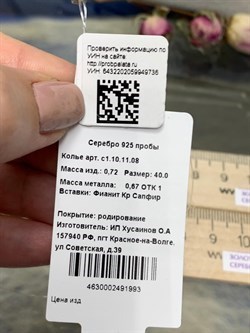 Проверить информацию по
УИН на сайте
http://probpalata.ru
УИН: 6432202059949736
Серебро 925 пробы
Колье арт. с1.10.11.08
Масса изд.: 0,72 Размер: 40.0
Масса металла: 0,67 ОТК 1
Вставки: Фианит Кр Сапфир
Покрытие: родирование
Изготовитель: ИП Хусаинов О В
157940 РФ, пгт Красное-на-Волге.
ул Советская, д.39
4630002491993
Цена изд